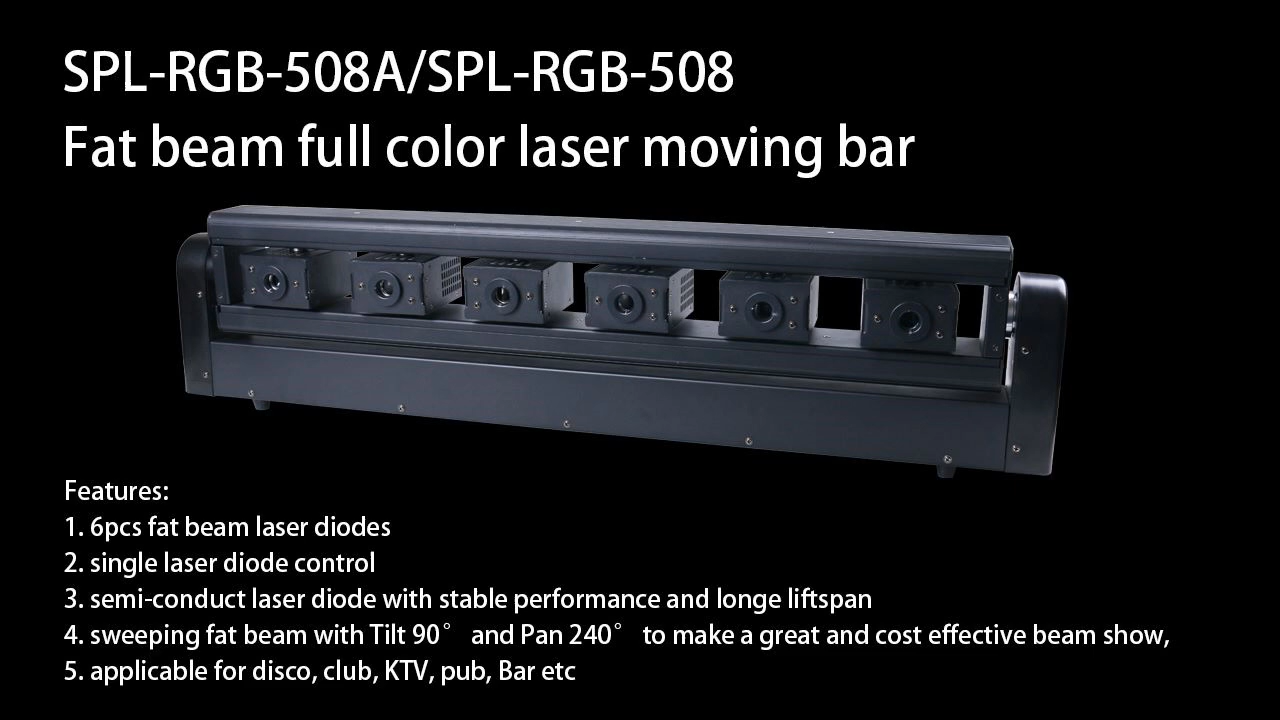 SPL-RGB-508A/SPL-RGB-508
Fat beam full color laser moving bar
Features:
1. 6pcs fat beam laser diodes
2. single laser diode control
3. semi-conduct laser diode with stable performance and longe liftspan
4. sweeping fat beam with Tilt 90° and Pan 240° to make a great and cost effective beam show,
5. applicable for disco, club, KTV, pub, Bar etc